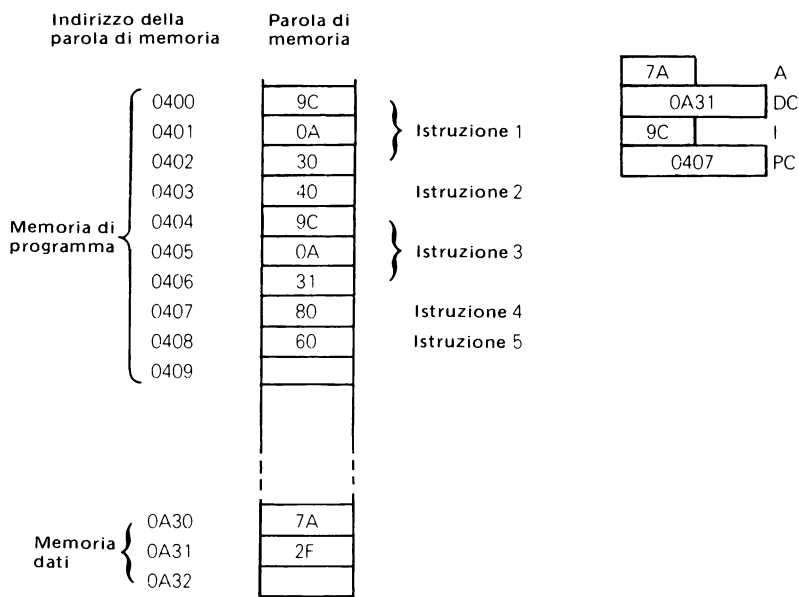 Indirizzo della
parola di memoria
Parola di
memoria
7A A
0A31 DC
9C I
0407 PC
0400 9C
0401 0A Istruzione 1
0402 30
0403 40 Istruzione 2
0404 9C
Memoria di
programma
0405 0A Istruzione 3
0406 31
0407 80 Istruzione 4
0408 60 Istruzione 5
0409
0A30 7A
Memoria
dati
0A31 2F
0A32